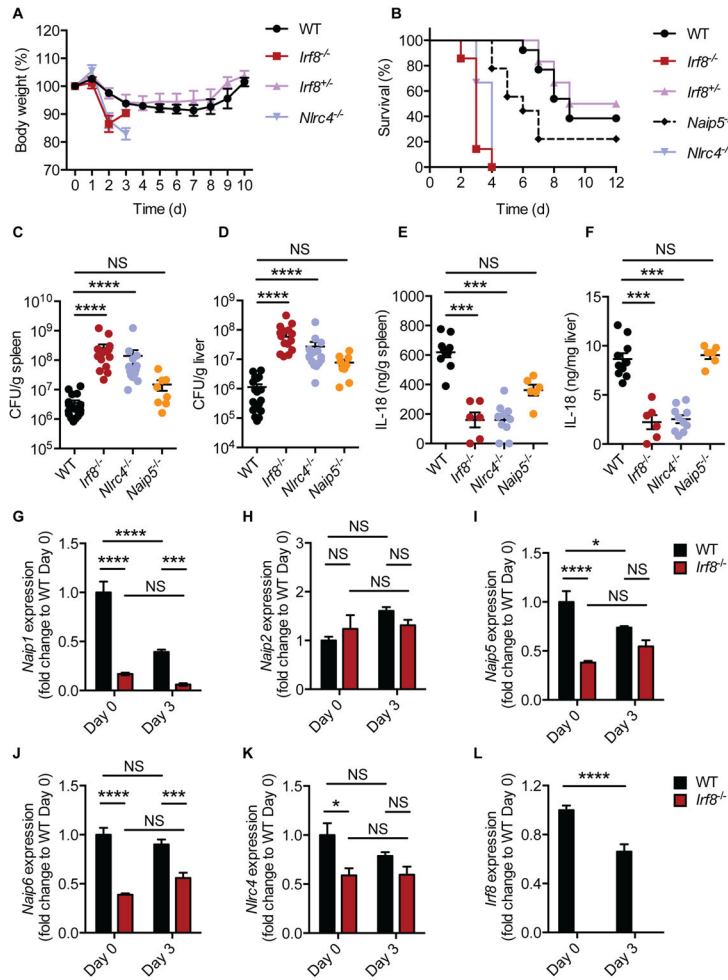 A
Body weight (%)
120
110
100
90
80
70
0 1 2 3 4 5 6 7 8 9 10
Time (d)
WT
Irf8-/-
Irf8+/-
Nlrc4-/-
B
Survival (%)
100
80
60
40
20
0
0 2 4 6 8 10 12
Time (d)
WT
Irf8-/-
Irf8+/-
Naip5-
Nlrc4-/
C
NS
****
****
CFU/g spleen
10^10
10^9
10^8
10^7
10^6
10^5
WT Irf8-/- Nlrc4-/- Naip5-/-
D
NS
****
****
CFU/g liver
10^9
10^8
10^7
10^6
10^5
10^4
WT Irf8-/- Nlrc4-/- Naip5-/-
E
NS
***
***
IL-18 (ng/g spleen)
1000
800
600
400
200
0
WT Irf8-/- Nlrc4-/- Naip5-/-
F
NS
***
***
IL-18 (ng/mg liver)
15
10
5
0
WT Irf8-/- Nlrc4-/- Naip5-/-
G
****
**** ***
NS
Naip1 expression
(fold change to WT Day 0)
1.5
1.0
0.5
0.0
Day 0 Day 3
H
NS
NS NS
NS
Naip2 expression
(fold change to WT Day 0)
3.0
2.0
1.0
0.0
Day 0 Day 3
I
*
**** NS
NS
Naip5 expression
(fold change to WT Day 0)
1.5
1.0
0.5
0.0
Day 0 Day 3
WT
Irf8-/-
J
NS
**** ***
NS
Naip6 expression
(fold change to WT Day 0)
1.5
1.0
0.5
0.0
Day 0 Day 3
K
NS
* NS
NS
Nlrc4 expression
(fold change to WT Day 0)
1.5
1.0
0.5
0.0
Day 0 Day 3
L
****
Irf8 expression
(fold change to WT Day 0)
1.5
1.0
0.5
0.0
Day 0 Day 3
WT
Irf8-/-